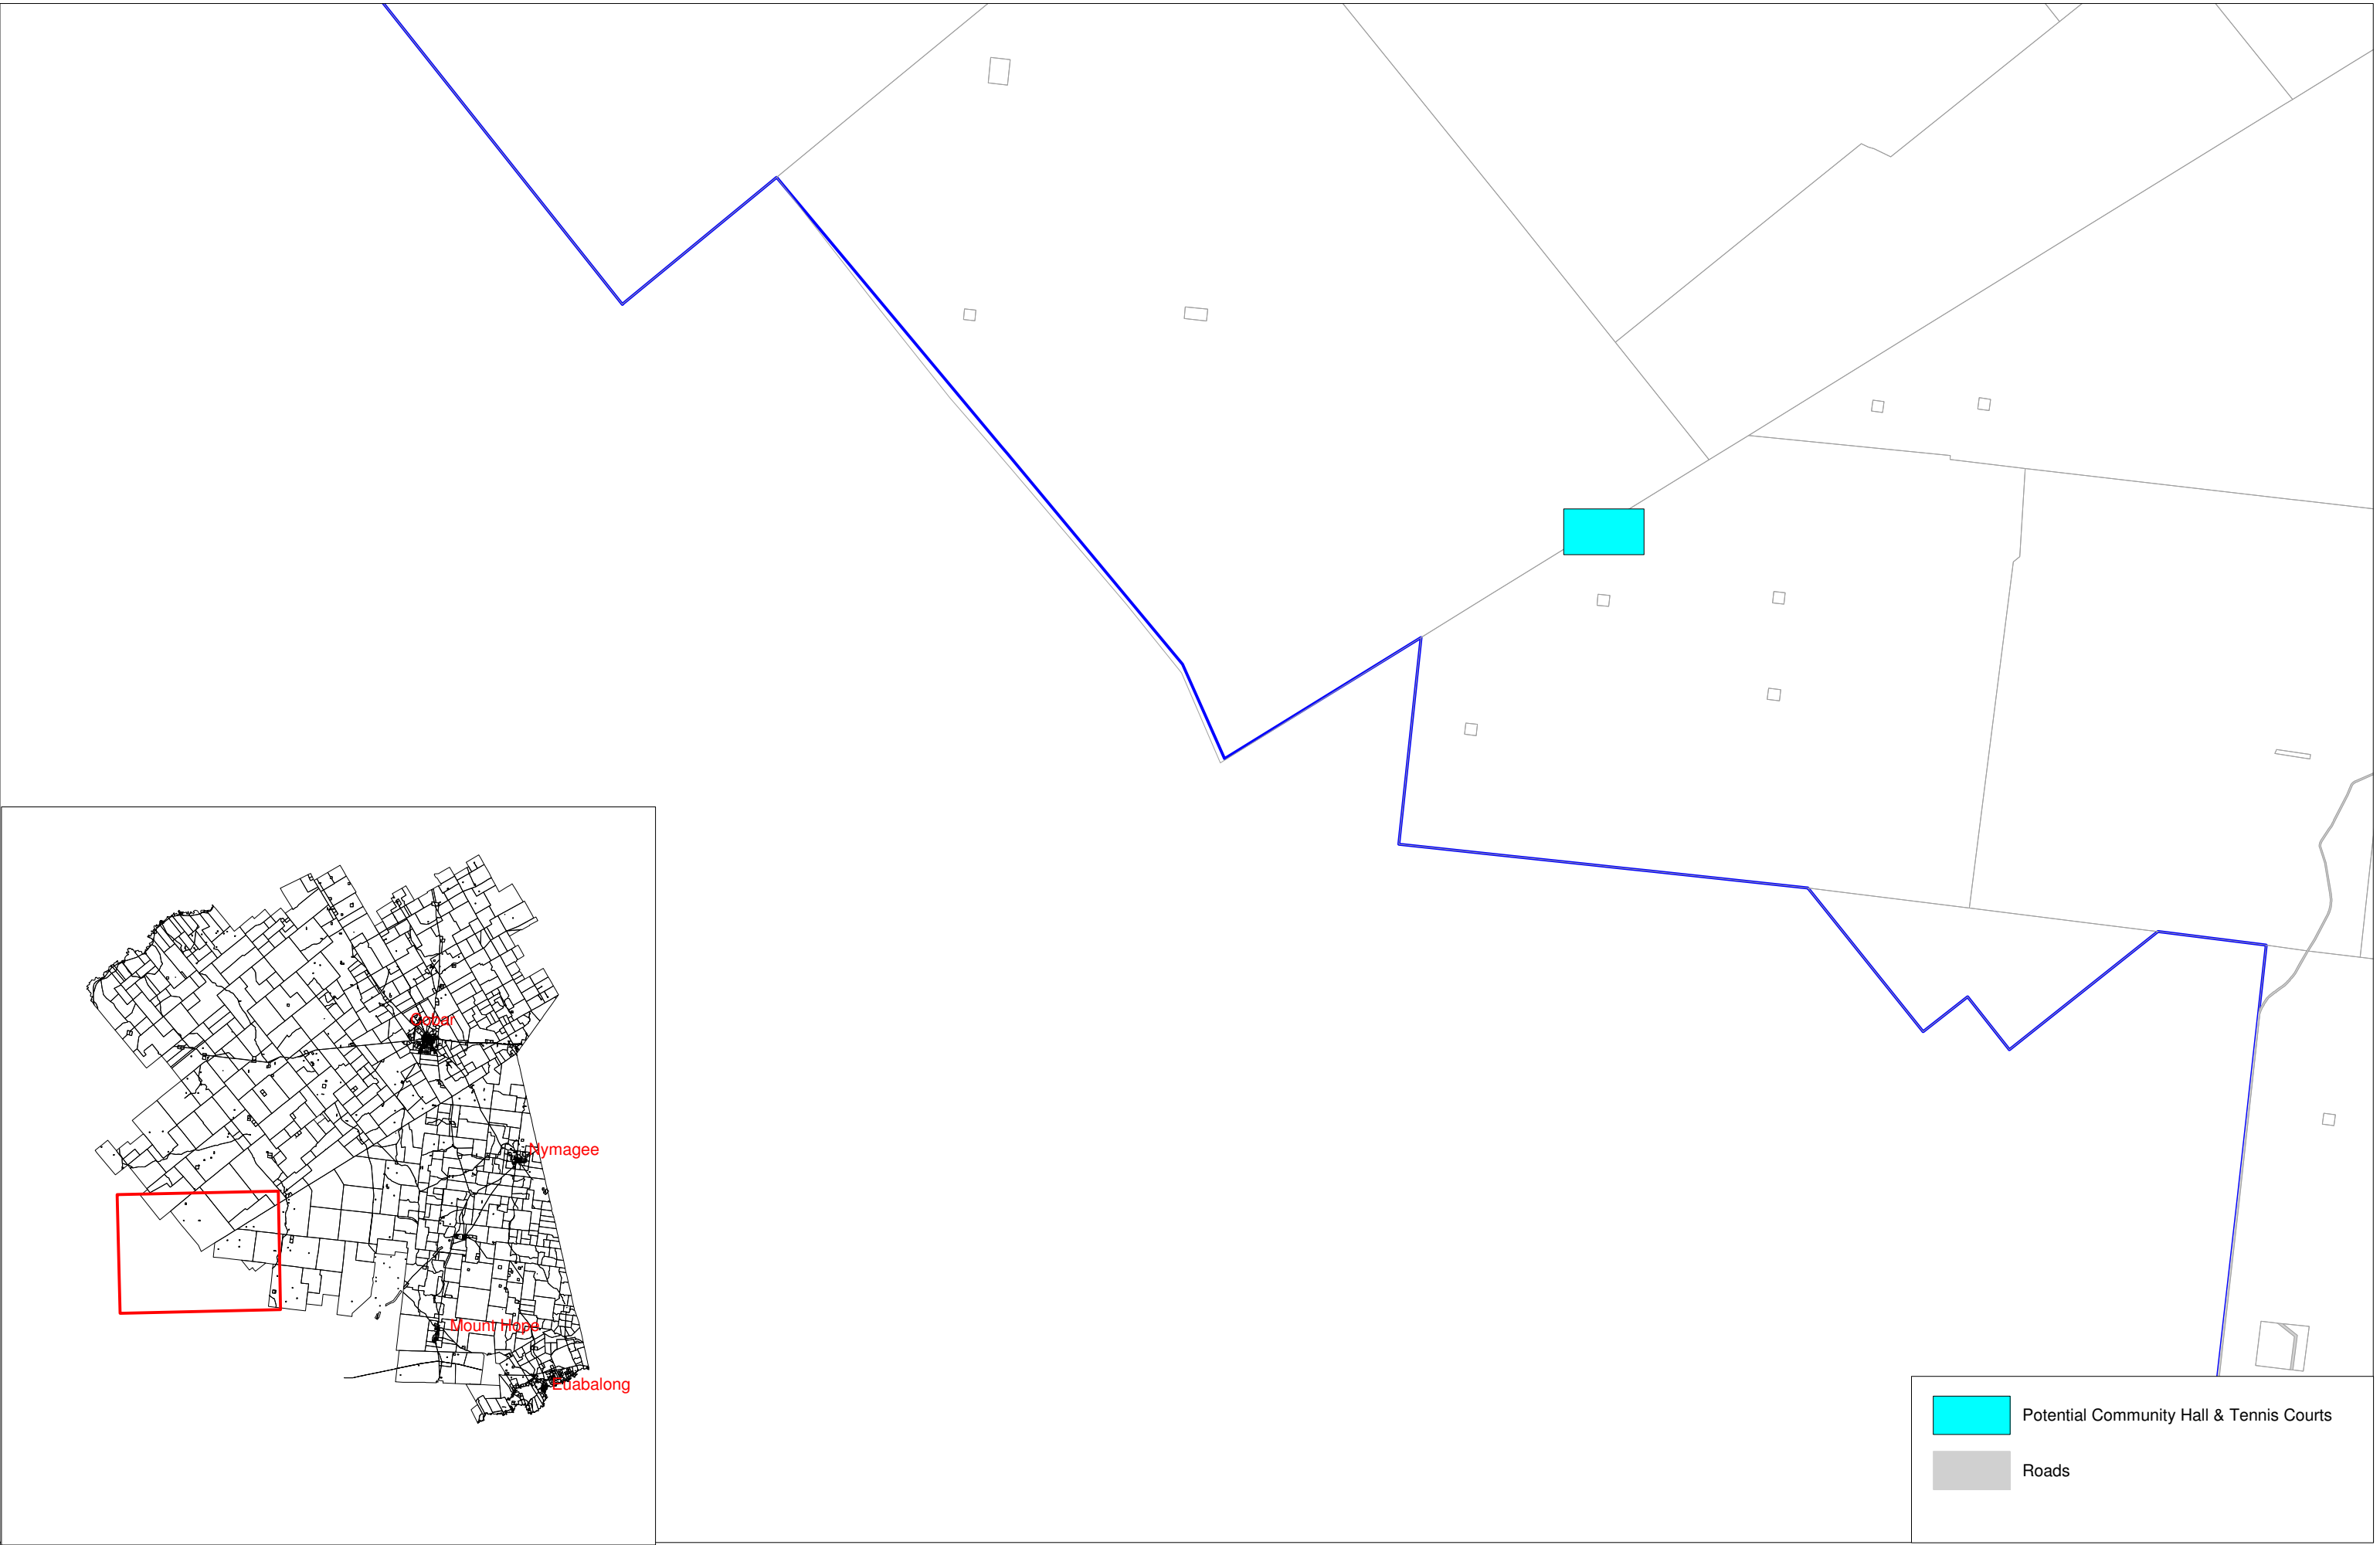 Cobar
Nymagee
Mount Hope
Euabalong
Potential Community Hall & Tennis Courts
Roads